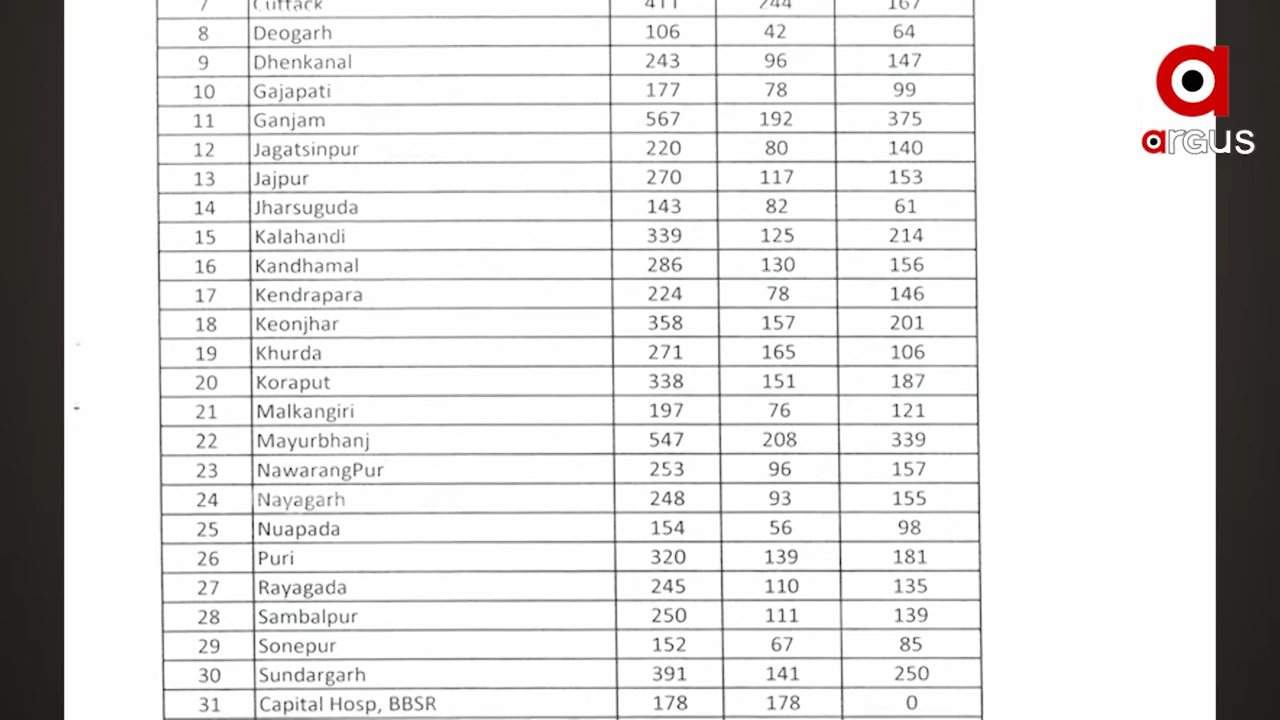 7 Cuttack 411 244 167
8 Deogarh 106 42 64
9 Dhenkanal 243 96 147
10 Gajapati 177 78 99
11 Ganjam 567 192 375
12 Jagatsinpur 220 80 140
13 Jajpur 270 117 153
14 Jharsuguda 143 82 61
15 Kalahandi 339 125 214
16 Kandhamal 286 130 156
17 Kendrapara 224 78 146
18 Keonjhar 358 157 201
19 Khurda 271 165 106
20 Koraput 338 151 187
21 Malkangiri 197 76 121
22 Mayurbhanj 547 208 339
23 NawarangPur 253 96 157
24 Nayagarh 248 93 155
25 Nuapada 154 56 98
26 Puri 320 139 181
27 Rayagada 245 110 135
28 Sambalpur 250 111 139
29 Sonepur 152 67 85
30 Sundargarh 391 141 250
31 Capital Hosp, BBSR 178 178 0
a
arGus